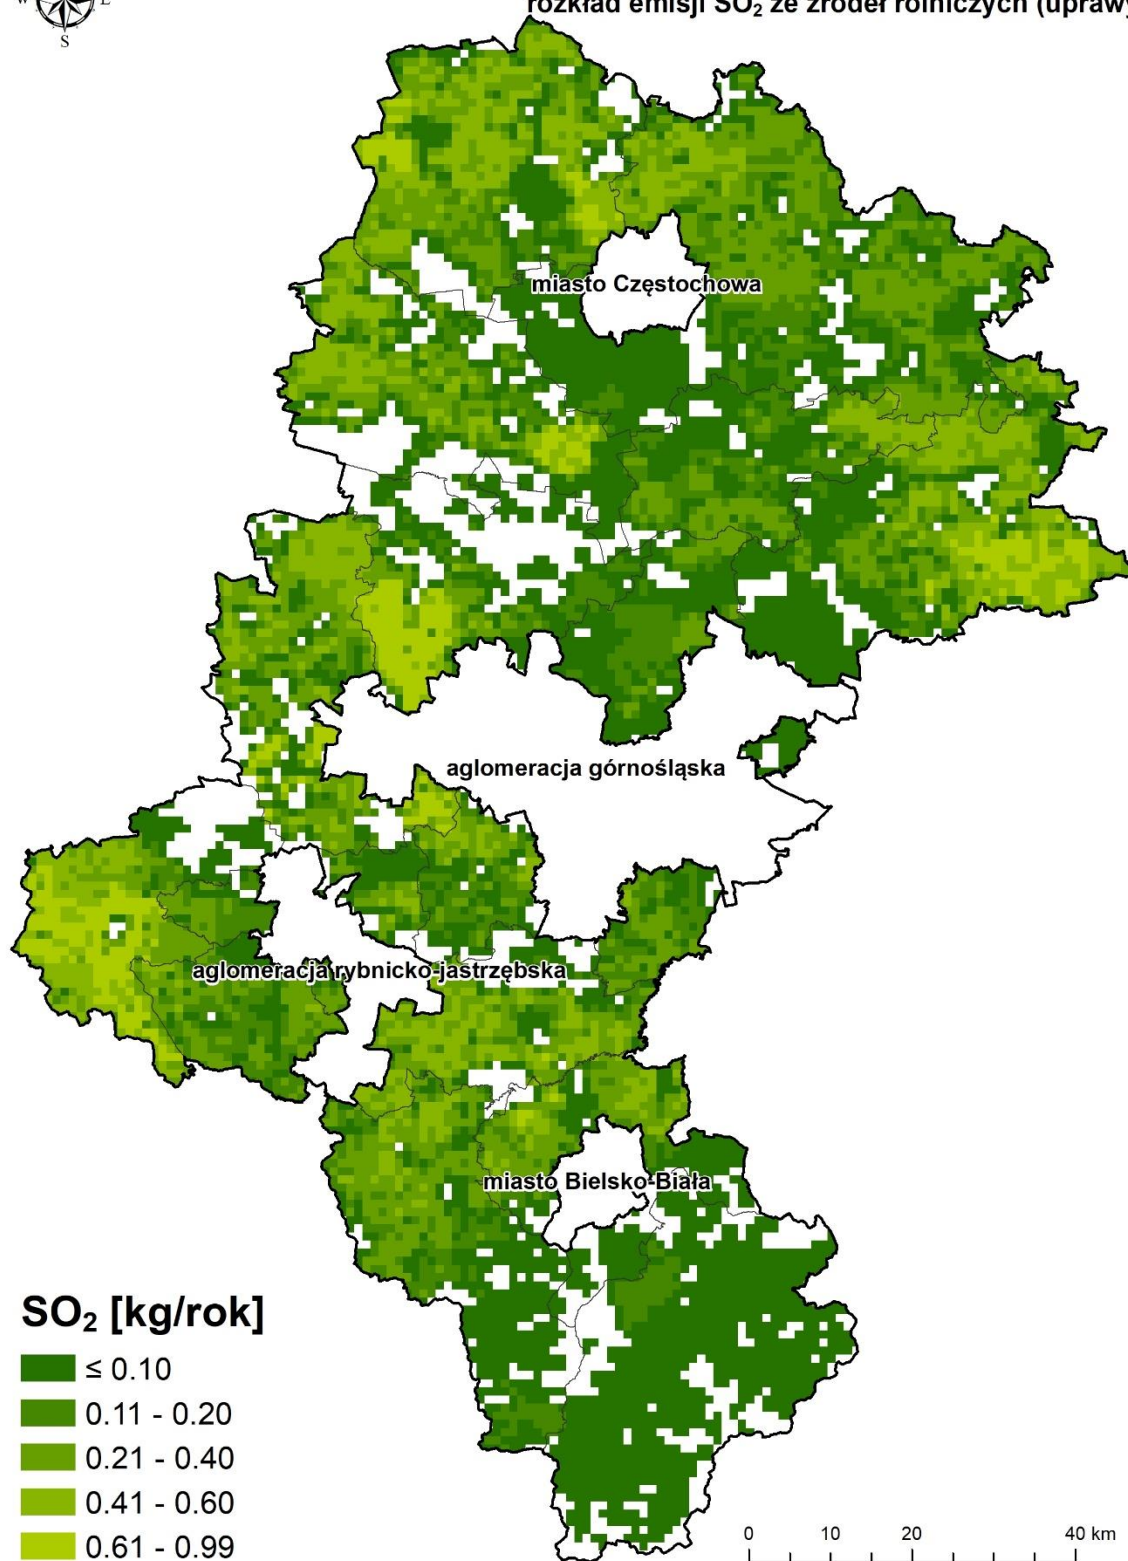 rozkład emisji SO₂ ze źródeł rolniczych (uprawy
W E
S
miasto Częstochowa
aglomeracja górnośląska
aglomeracja rybnicko-jastrzębska
miasto Bielsko-Biała
SO₂ [kg/rok]
≤ 0.10
0.11 - 0.20
0.21 - 0.40
0.41 - 0.60
0.61 - 0.99
0 10 20 40 km